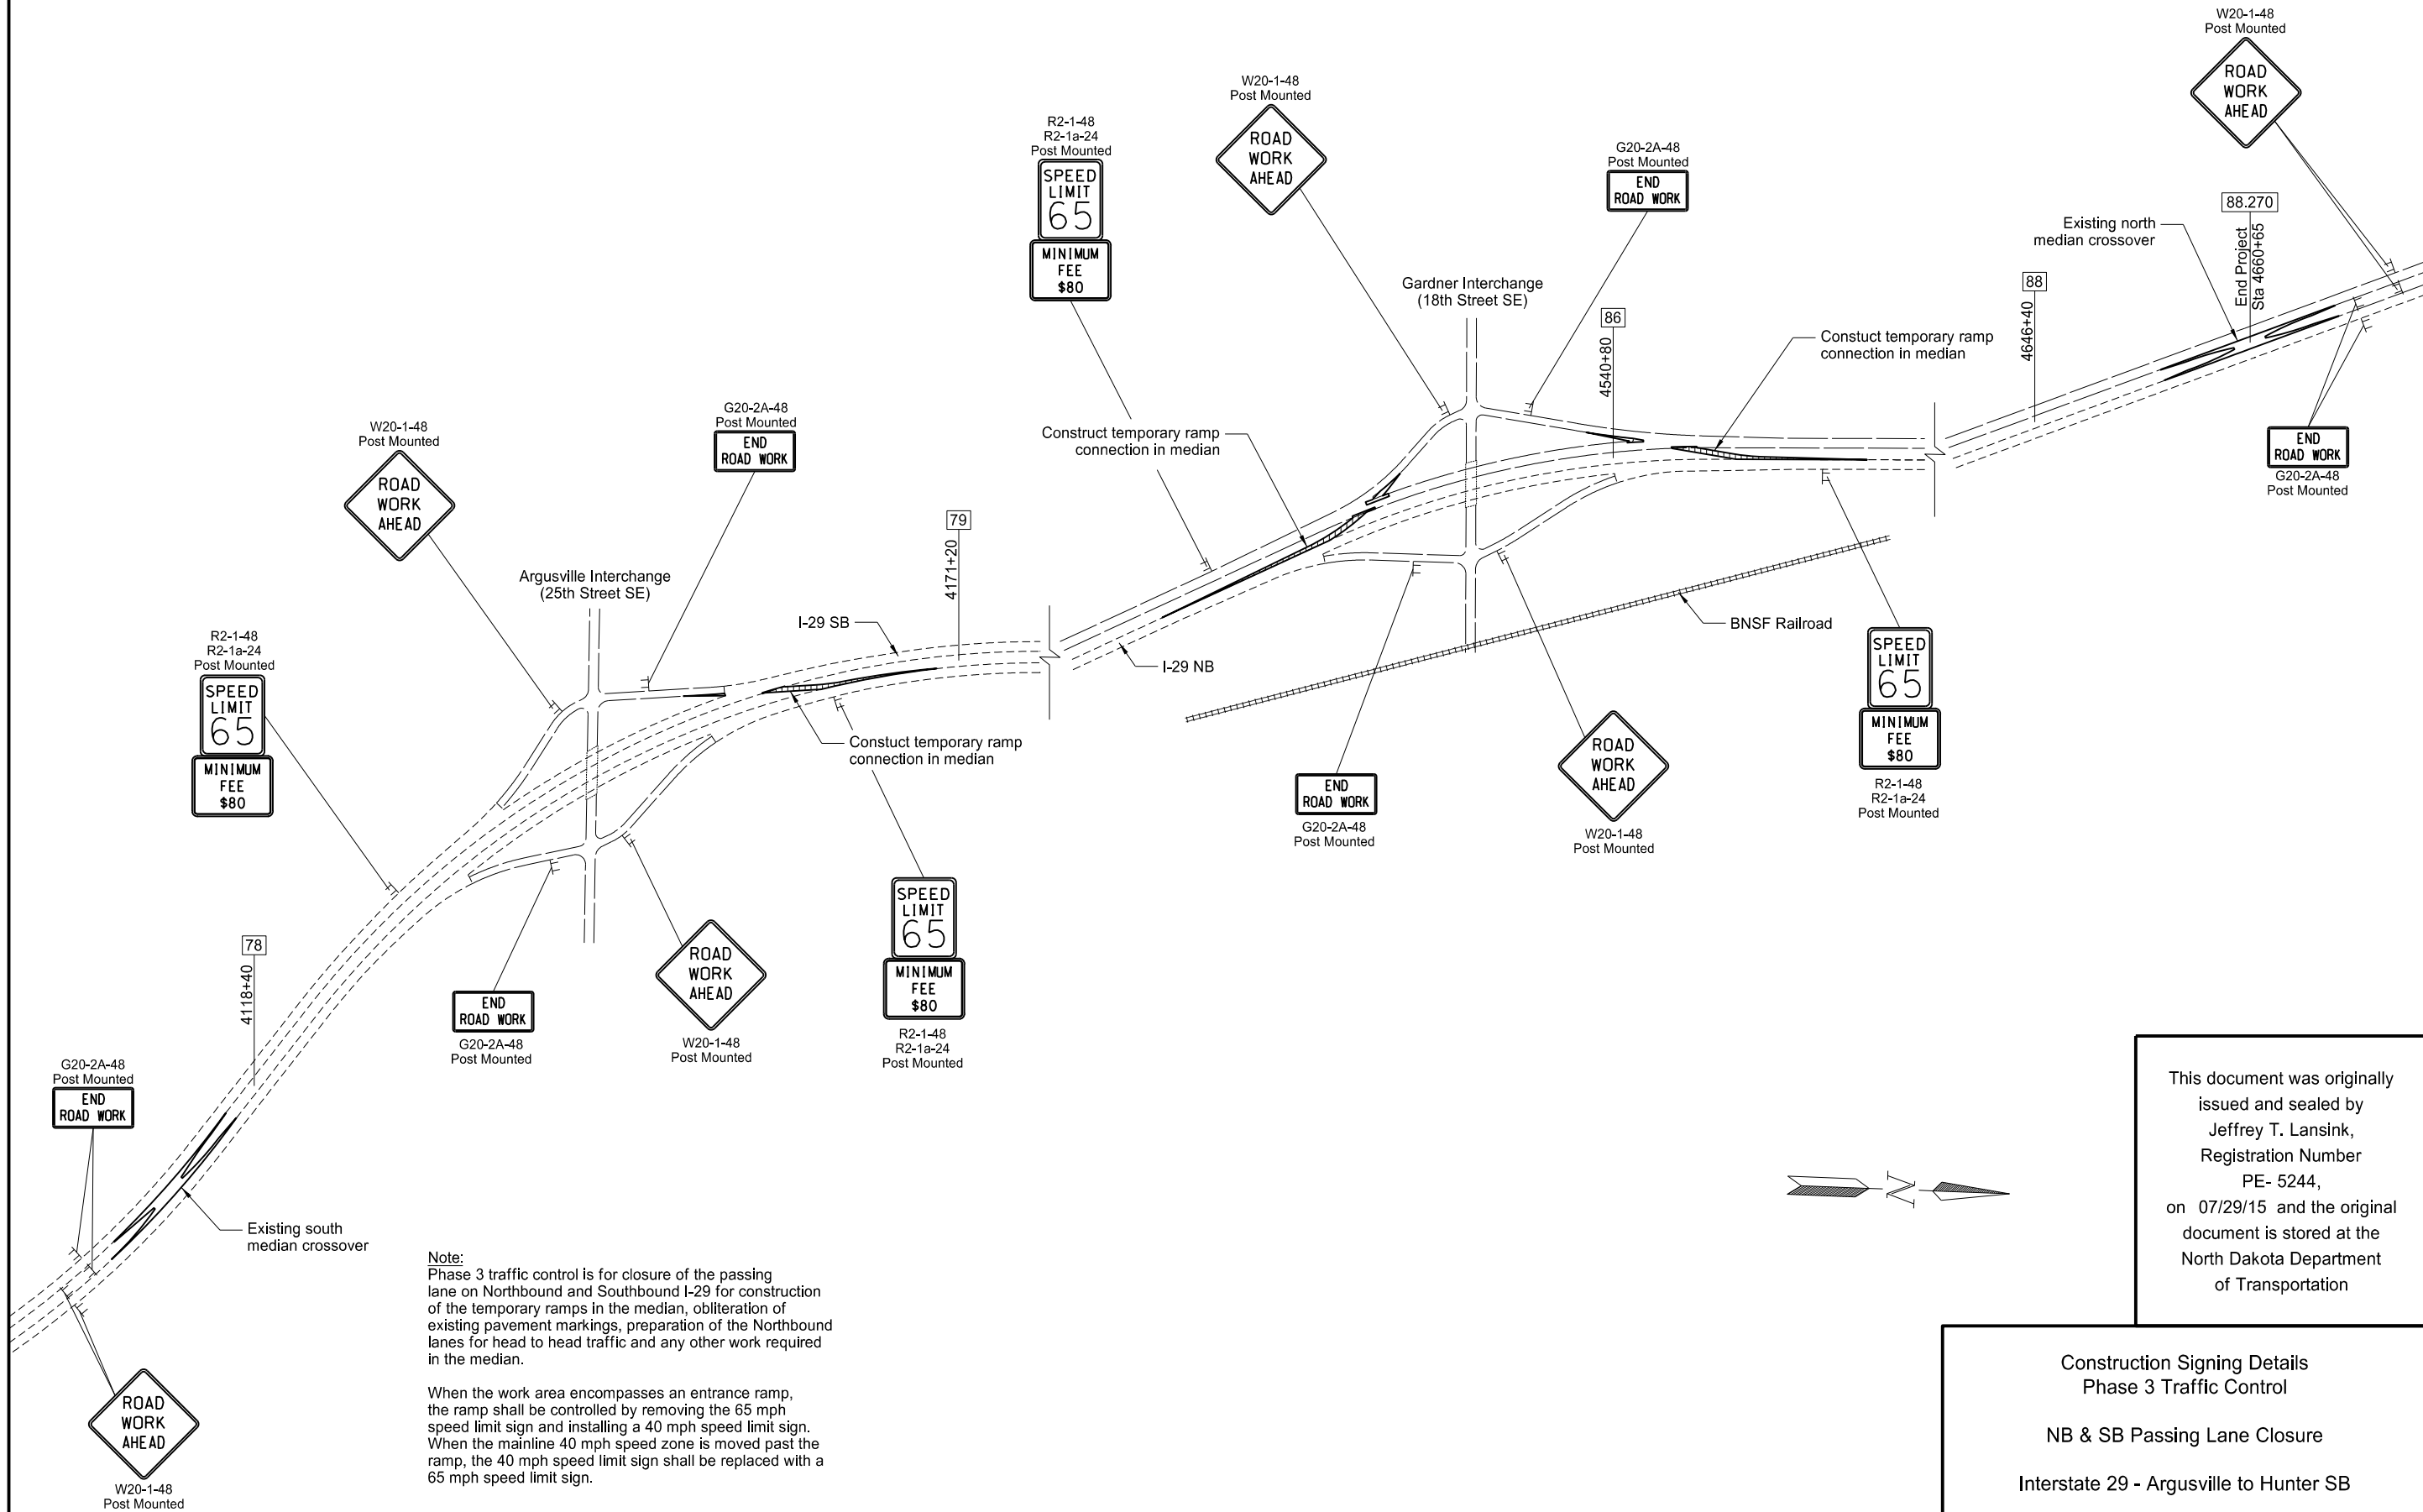 W20-1-48
Post Mounted
ROAD
WORK
AHEAD
W20-1-48
Post Mounted
ROAD
WORK
AHEAD
R2-1-48
R2-1a-24
Post Mounted
SPEED
LIMIT
65
MINIMUM
FEE
$80
G20-2A-48
Post Mounted
END
ROAD WORK
88.270
End Project
Sta 4660+65
Existing north
median crossover
88
4646+40
Gardner Interchange
(18th Street SE)
86
4540+80
Constuct temporary ramp
connection in median
END
ROAD WORK
G20-2A-48
Post Mounted
Construct temporary ramp
connection in median
G20-2A-48
Post Mounted
END
ROAD WORK
W20-1-48
Post Mounted
ROAD
WORK
AHEAD
79
4171+20
Argusville Interchange
(25th Street SE)
I-29 SB
I-29 NB
BNSF Railroad
R2-1-48
R2-1a-24
Post Mounted
SPEED
LIMIT
65
MINIMUM
FEE
$80
SPEED
LIMIT
65
MINIMUM
FEE
$80
R2-1-48
R2-1a-24
Post Mounted
Constuct temporary ramp
connection in median
END
ROAD WORK
G20-2A-48
Post Mounted
ROAD
WORK
AHEAD
W20-1-48
Post Mounted
SPEED
LIMIT
65
MINIMUM
FEE
$80
R2-1-48
R2-1a-24
Post Mounted
78
4118+40
END
ROAD WORK
G20-2A-48
Post Mounted
ROAD
WORK
AHEAD
W20-1-48
Post Mounted
G20-2A-48
Post Mounted
END
ROAD WORK
Existing south
median crossover
ROAD
WORK
AHEAD
W20-1-48
Post Mounted
Note:
Phase 3 traffic control is for closure of the passing
lane on Northbound and Southbound I-29 for construction
of the temporary ramps in the median, obliteration of
existing pavement markings, preparation of the Northbound
lanes for head to head traffic and any other work required
in the median.
When the work area encompasses an entrance ramp,
the ramp shall be controlled by removing the 65 mph
speed limit sign and installing a 40 mph speed limit sign.
When the mainline 40 mph speed zone is moved past the
ramp, the 40 mph speed limit sign shall be replaced with a
65 mph speed limit sign.
N
This document was originally
issued and sealed by
Jeffrey T. Lansink,
Registration Number
PE- 5244,
on 07/29/15 and the original
document is stored at the
North Dakota Department
of Transportation
Construction Signing Details
Phase 3 Traffic Control
NB & SB Passing Lane Closure
Interstate 29 - Argusville to Hunter SB